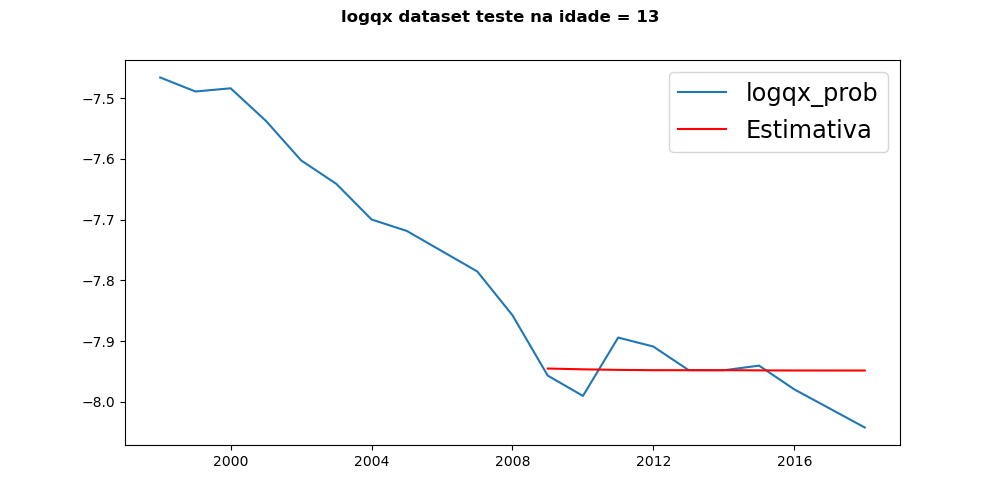 logqx dataset teste na idade = 13
logqx_prob
Estimativa
−7.5
−7.6
−7.7
−7.8
−7.9
−8.0
2000 2004 2008 2012 2016